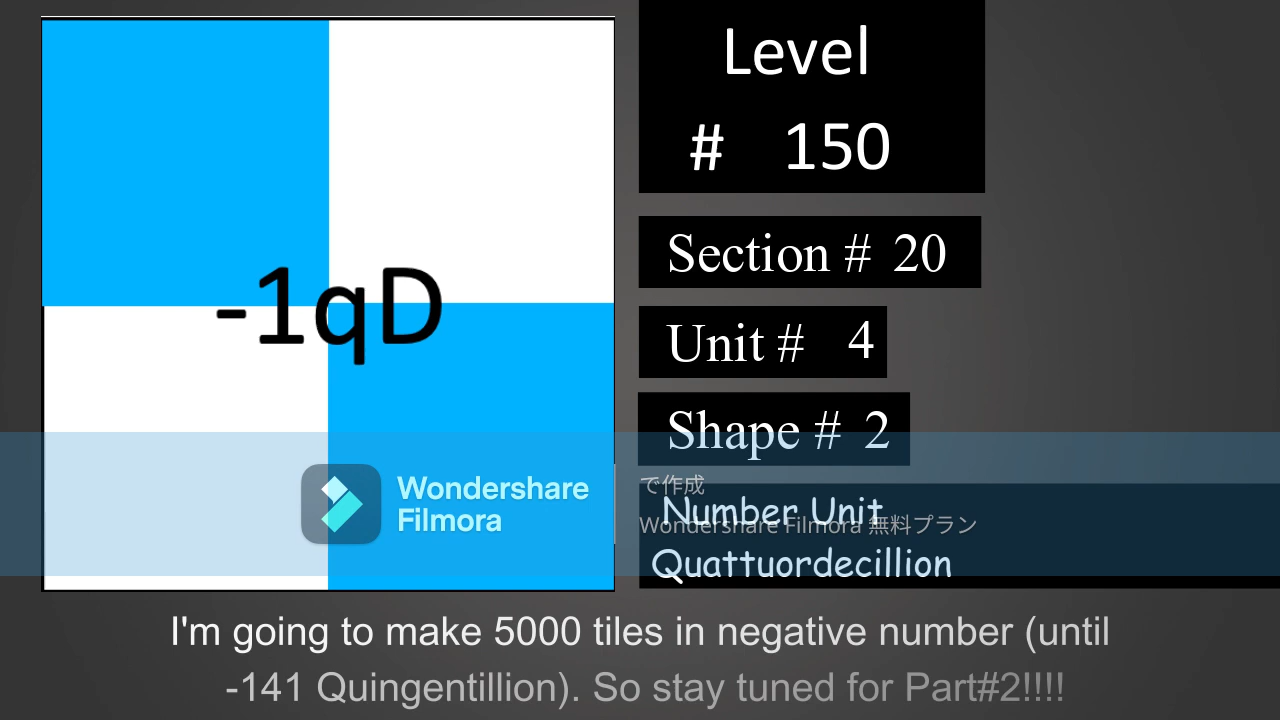 -1qD
Level
# 150
Section # 20
Unit # 4
Shape # 2
Wondershare
Filmora
で作成
Wondershare Filmora 無料プラン
Number Unit
Quattuordecillion
I'm going to make 5000 tiles in negative number (until
-141 Quingentillion). So stay tuned for Part#2!!!!